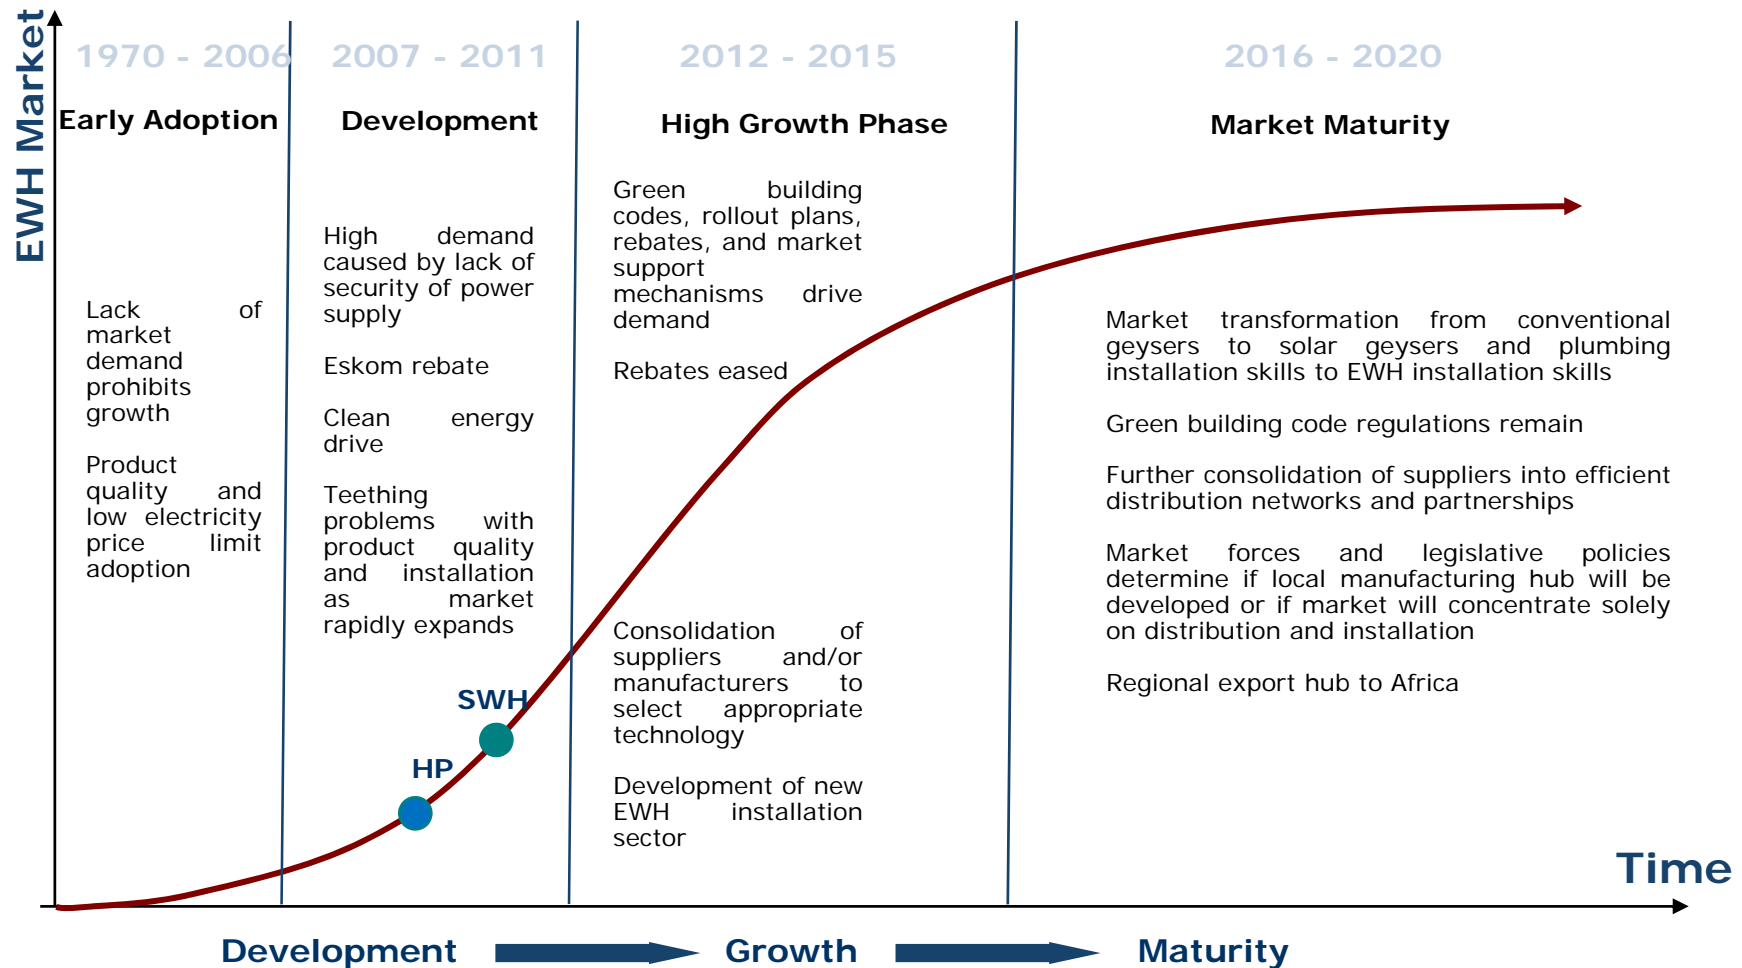 EWH Market
1970 - 2006
Early Adoption
Lack of
market
demand
prohibits
growth
Product
quality and
low electricity
price limit
adoption
2007 - 2011
Development
High demand
caused by lack of
security of power
supply
Eskom rebate
Clean energy
drive
Teething
problems with
product quality
and installation
as market
rapidly expands
SWH
HP
2012 - 2015
High Growth Phase
Green building
codes, rollout plans,
rebates, and market
support
mechanisms drive
demand
Rebates eased
Consolidation of
suppliers and/or
manufacturers to
select appropriate
technology
Development of new
EWH installation
sector
2016 - 2020
Market Maturity
Market transformation from conventional
geysers to solar geysers and plumbing
installation skills to EWH installation skills
Green building code regulations remain
Further consolidation of suppliers into efficient
distribution networks and partnerships
Market forces and legislative policies
determine if local manufacturing hub will be
developed or if market will concentrate solely
on distribution and installation
Regional export hub to Africa
Time
Development Growth Maturity